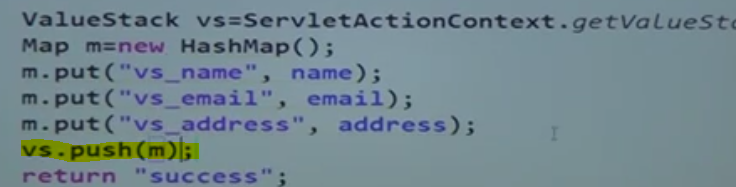 ValueStack vs=ServletActionContext.getValueSta
Map m=new HashMap();
m.put("vs_name", name);
m.put("vs_email", email);
m.put("vs_address", address);
vs.push(m);
return "success";